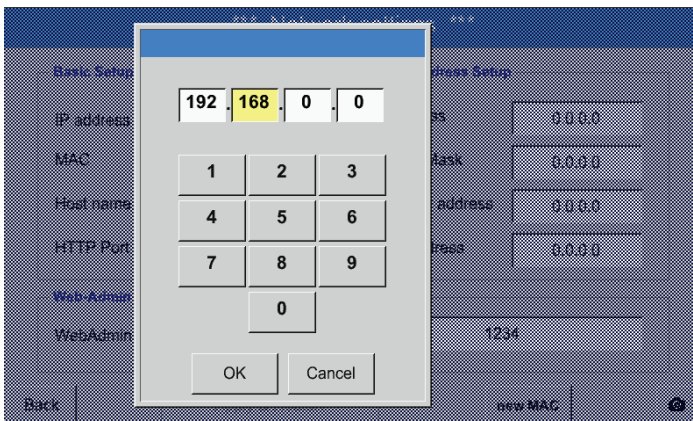 *** Network settings ***
Basic Setup
dress Setup
192 . 168 . 0 . 0
IP address
ss
0.0.0.0
1 2 3
MAC
Mask
0.0.0.0
4 5 6
Host name
address
0.0.0.0
7 8 9
HTTP Port
dress
0.0.0.0
0
Web-Admin
WebAdmin
1234
OK Cancel
Back
new MAC